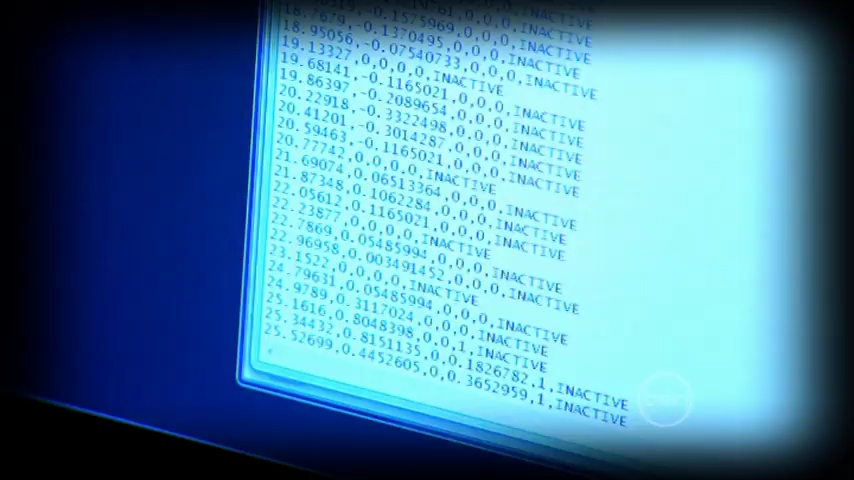 -0.1575969,0,0,0,INACTIVE
18.7679,-0.1370495,0,0,0,INACTIVE
18.95056,-0.07540733,0,0,0,INACTIVE
19.13327,0,0,0,0,INACTIVE
19.68141,-0.1165021,0,0,0,INACTIVE
19.86397,-0.2089654,0,0,0,INACTIVE
20.22918,-0.3322498,0,0,0,INACTIVE
20.41201,-0.3014287,0,0,0,INACTIVE
20.59463,-0.1165021,0,0,0,INACTIVE
20.77742,0,0,0,0,INACTIVE
21.69074,0.06513364,0,0,0,INACTIVE
21.87348,0.1062284,0,0,0,INACTIVE
22.05612,0.1165021,0,0,0,INACTIVE
22.23877,0,0,0,0,INACTIVE
22.7869,0.05485994,0,0,0,INACTIVE
22.96958,0.003491452,0,0,0,INACTIVE
23.1522,0,0,0,0,INACTIVE
24.79631,0.05485994,0,0,0,INACTIVE
24.9789,0.3117024,0,0,0,INACTIVE
25.1616,0.8048398,0,0,1,INACTIVE
25.34432,0.8151135,0,0.1826782,1,INACTIVE
25.52699,0.4452605,0,0.3652959,1,INACTIVE